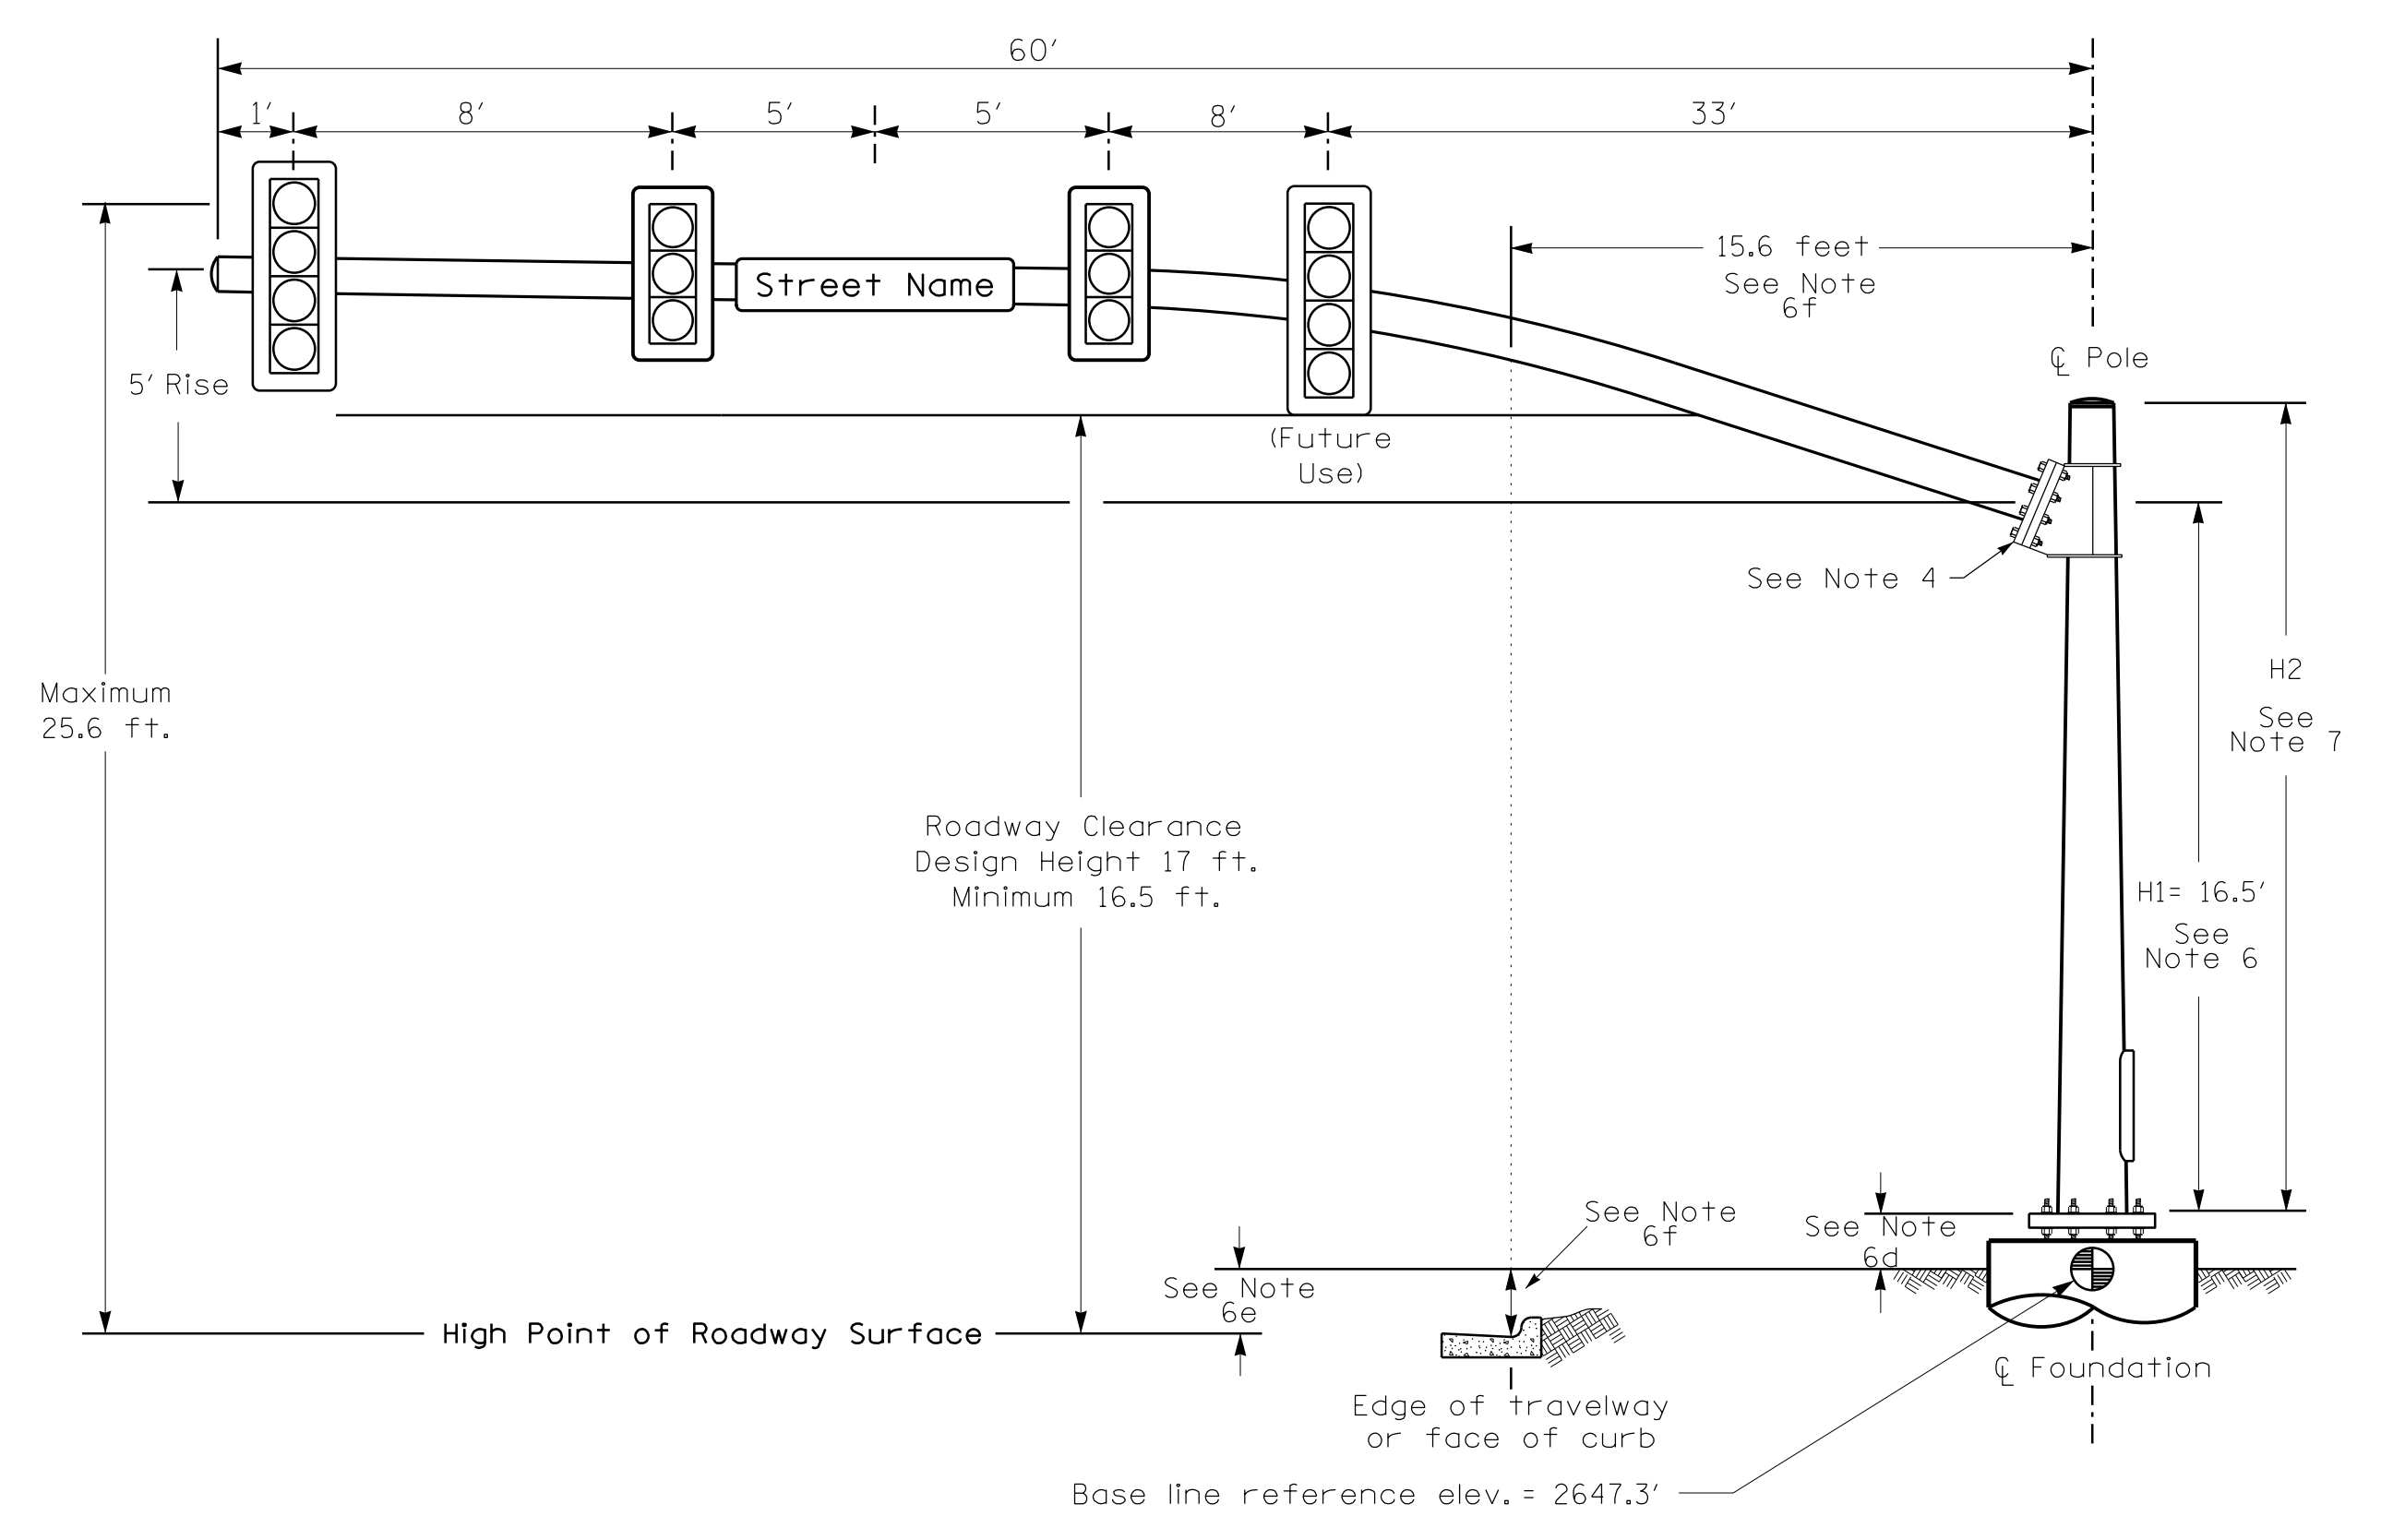 60'
1'
8'
5'
5'
8'
33'
15.6 feet
See Note
6f
Street Name
℄ Pole
5' Rise
(Future
Use)
See Note 4
Maximum
25.6 ft.
H2
See
Note 7
Roadway Clearance
Design Height 17 ft.
Minimum 16.5 ft.
H1= 16.5'
See
Note 6
See Note
6f
See Note
6d
See Note
6e
High Point of Roadway Surface
℄ Foundation
Edge of travelway
or face of curb
Base line reference elev. = 2647.3'